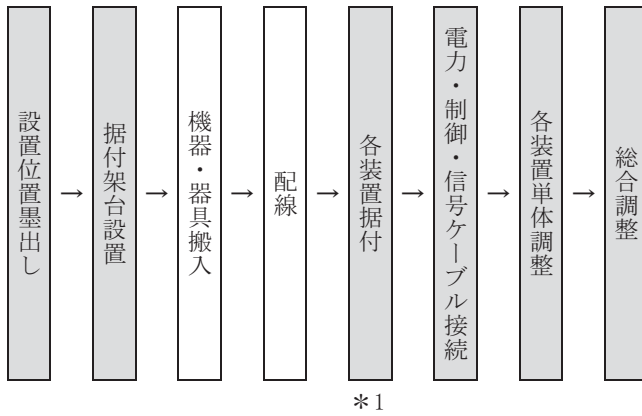 設置位置墨出し
→
据付架台設置
→
機器・器具搬入
→
配線
→
各装置据付
→
電力・制御・信号ケーブル接続
→
各装置単体調整
→
総合調整
＊1